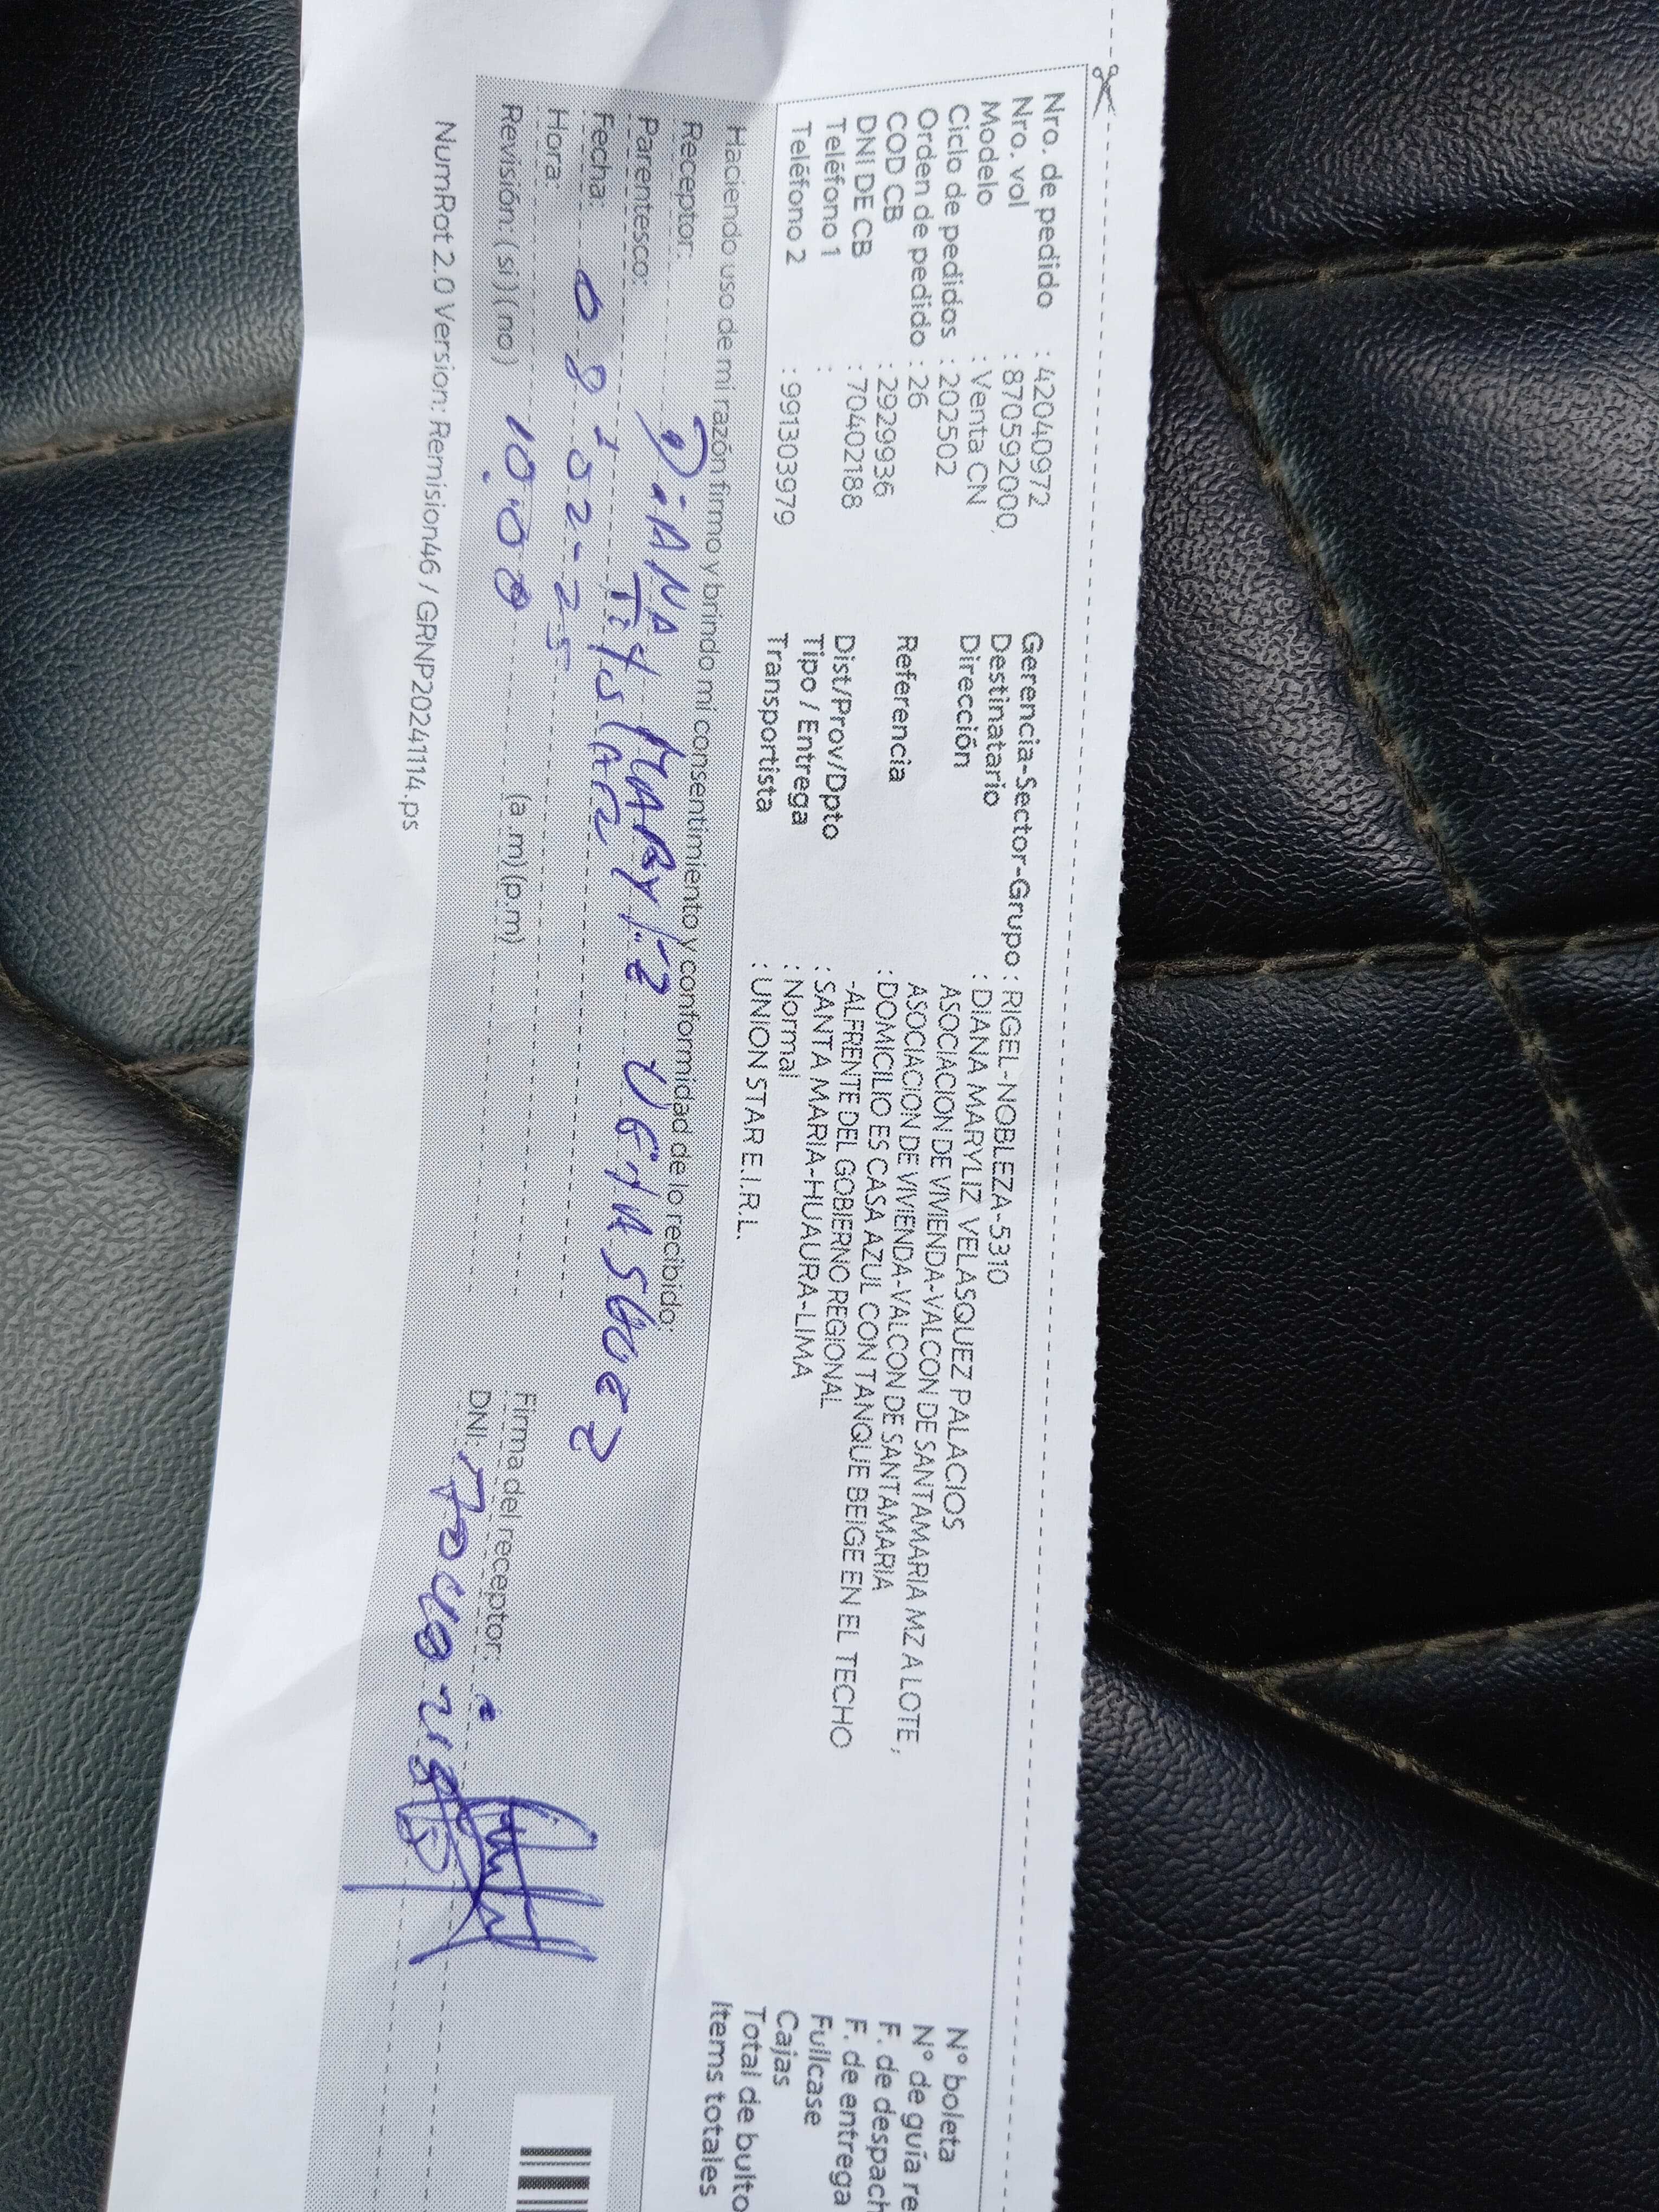 Nro. de pedido : 42040972
Nro. vol : 870592000,
Modelo : Venta CN
Ciclo de pedidos : 202502
Orden de pedido : 26
COD CB : 2929936
DNI DE CB : 70402188
Teléfono 1 :
Teléfono 2 : 991303979
Gerencia-Sector-Grupo : RIGEL-NOBLEZA-5310
Destinatario : DIANA MARYLIZ VELASQUEZ PALACIOS
Dirección ASOCIACION DE VIVIENDA-VALCON DE SANTAMARIA MZ A LOTE ,
ASOCIACION DE VIVIENDA-VALCON DE SANTAMARIA
Referencia : DOMICILIO ES CASA AZUL CON TANQUE BEIGE EN EL TECHO
-ALFRENTE DEL GOBIERNO REGIONAL
Dist/Prov/Dpto : SANTA MARIA-HUAURA-LIMA
Tipo / Entrega : Normal
Transportista : UNION STAR E.I.R.L.
N° boleta
N° de guía re
F. de despach
F. de entrega
Fullcase
Cajas
Total de bulto
Items totales
Haciendo uso de mi razón firmo y brindo mi consentimiento y conformidad de lo recibido:
Receptor: DiANA MARYLiZ
Parentesco:
Fecha: 08-02-25
Hora: 10:00 (a .m) (p.m)
Revisión: (si) (no)
Firma del receptor:
DNI:
NumRot 2.0 Version: Remision46 / GRNP20241114.ps